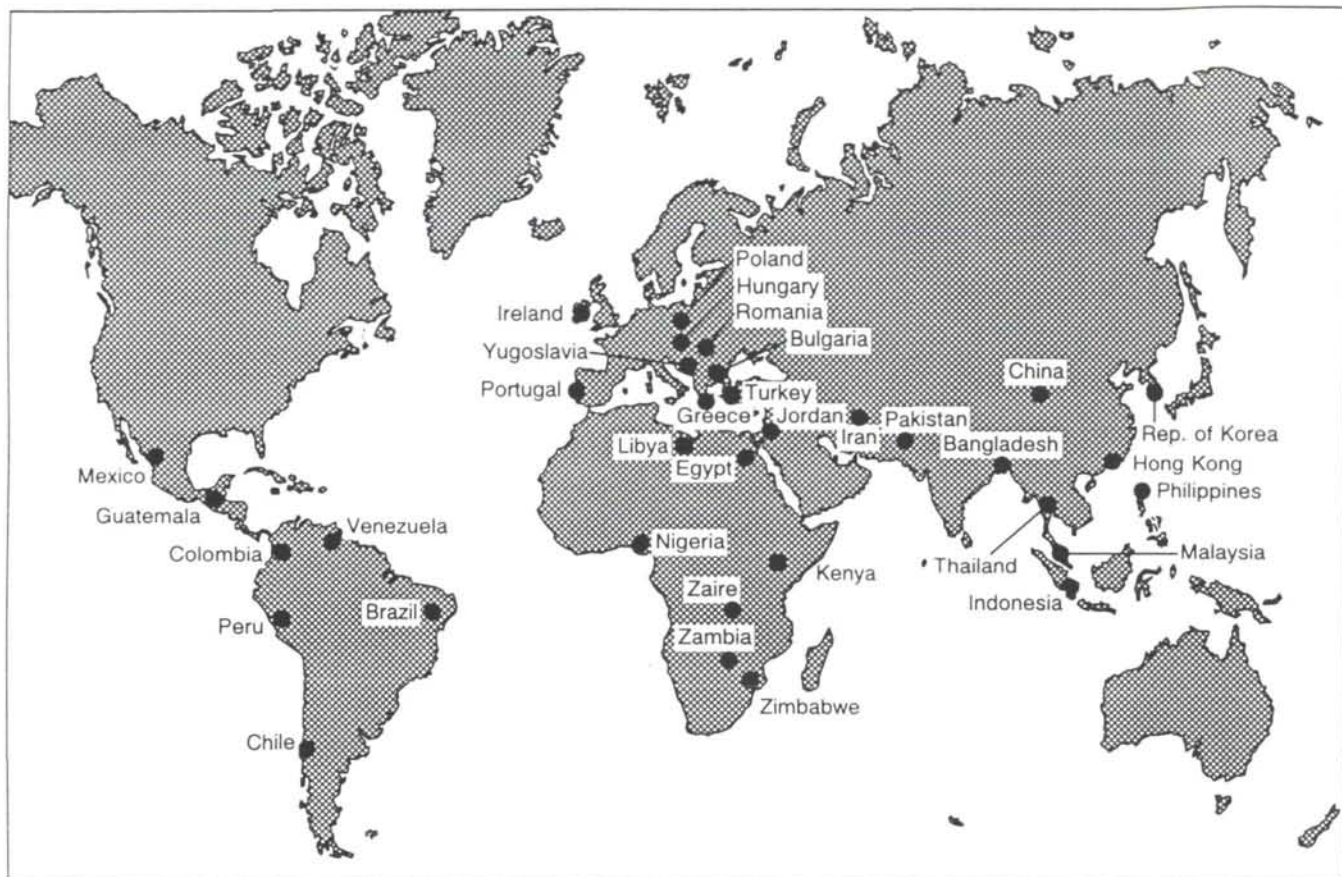 Poland
Hungary
Romania
Bulgaria
Ireland
Yugoslavia
Portugal
Turkey
Greece
Jordan
Iran
Pakistan
Bangladesh
China
Rep. of Korea
Hong Kong
Philippines
Libya
Egypt
Mexico
Guatemala
Venezuela
Colombia
Nigeria
Kenya
Thailand
Malaysia
Indonesia
Zaire
Zambia
Zimbabwe
Peru
Brazil
Chile